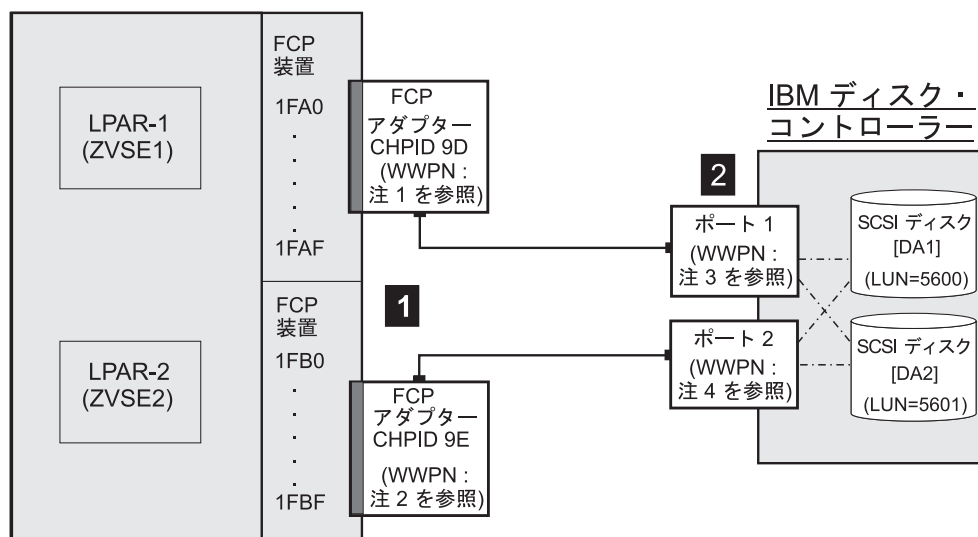 LPAR-1
(ZVSE1)
LPAR-2
(ZVSE2)
FCP
装置
1FA0
.
.
.
.
.
1FAF
FCP
装置
1FB0
.
.
.
.
.
1FBF
FCP
アダプター
CHPID 9D
(WWPN :
注 1 を参照)
1
FCP
アダプター
CHPID 9E
(WWPN :
注 2 を参照)
2
ポート 1
(WWPN :
注 3 を参照)
ポート 2
(WWPN :
注 4 を参照)
IBM ディスク・
コントローラー
SCSI ディスク
[DA1]
(LUN=5600)
SCSI ディスク
[DA2]
(LUN=5601)